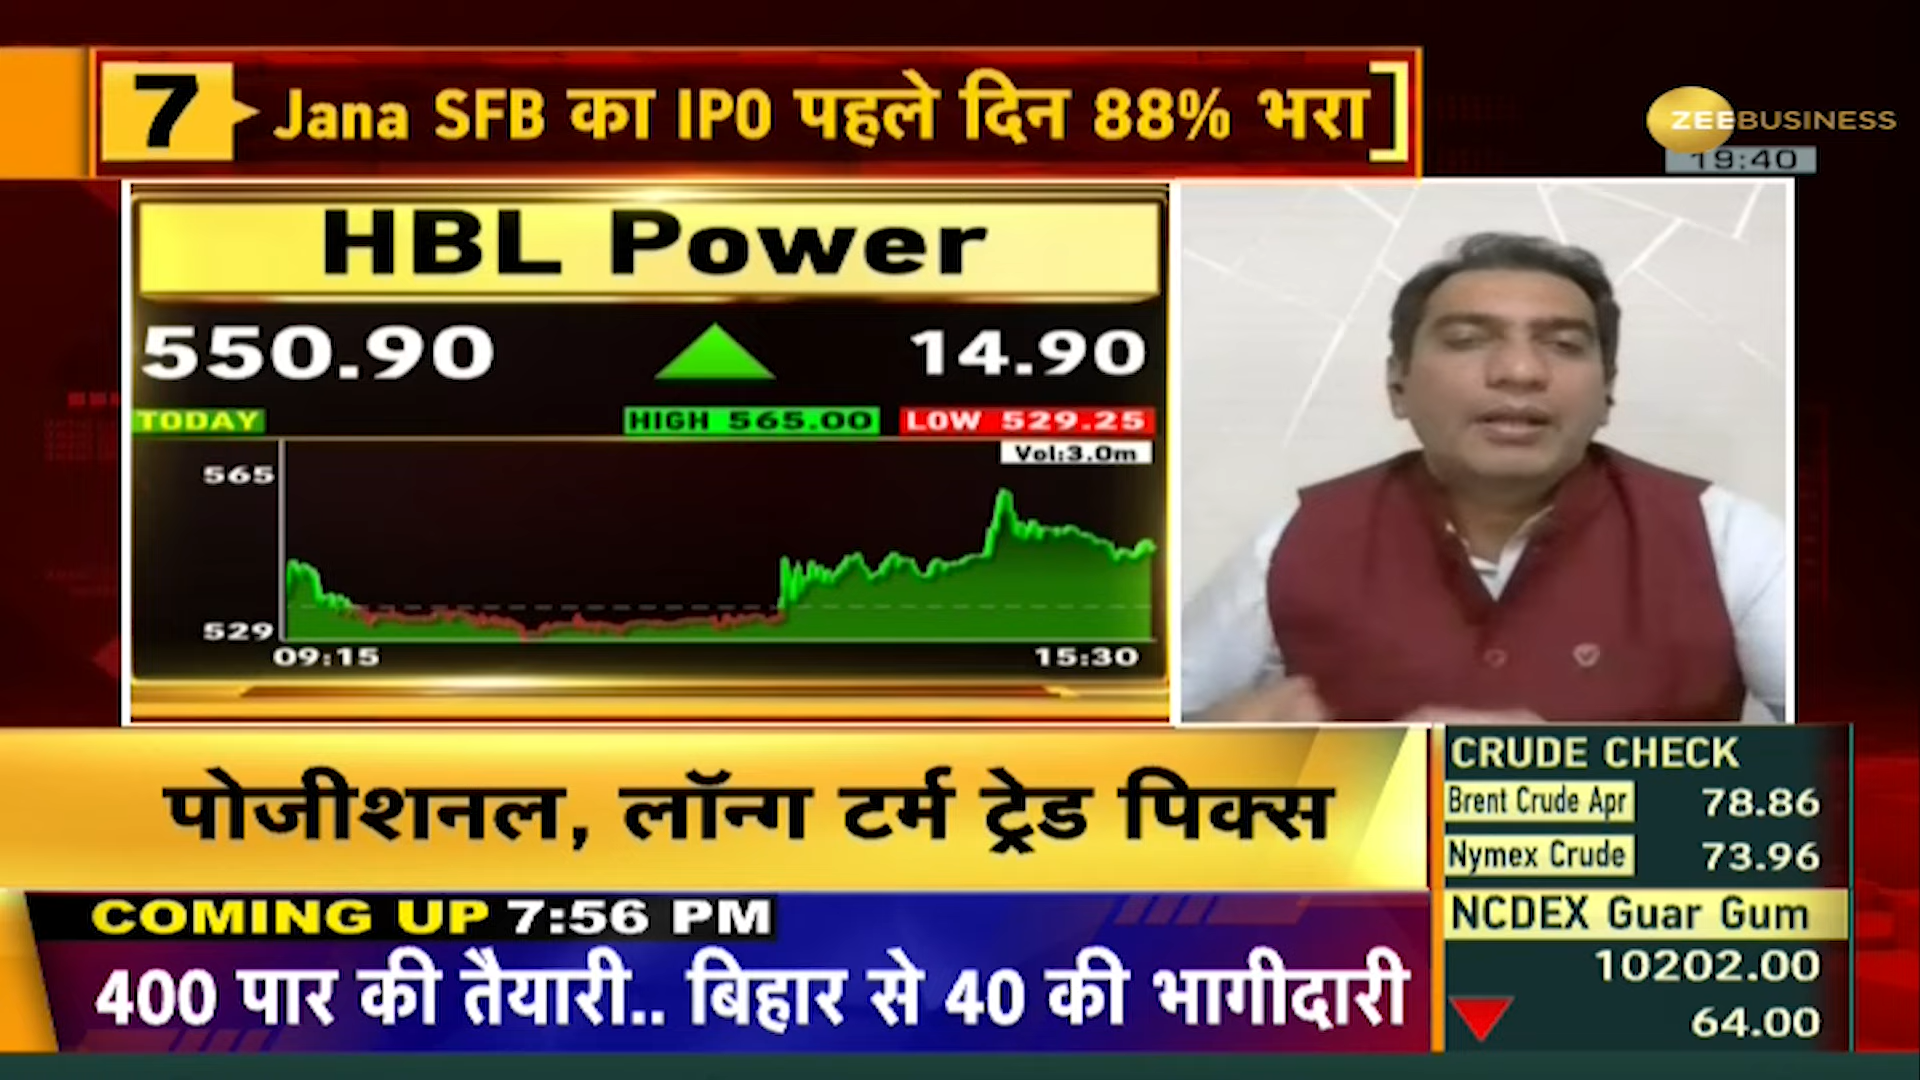 7 Jana SFB का IPO पहले दिन 88% भरा
ZEEBUSINESS
19:40
HBL Power
550.90 14.90
TODAY HIGH 565.00 LOW 529.25
Vol:3.0m
565
529
09:15 15:30
पोजीशनल, लॉन्ग टर्म ट्रेड पिक्स
COMING UP 7:56 PM
400 पार की तैयारी.. बिहार से 40 की भागीदारी
CRUDE CHECK
Brent Crude Apr 78.86
Nymex Crude 73.96
NCDEX Guar Gum
10202.00
64.00